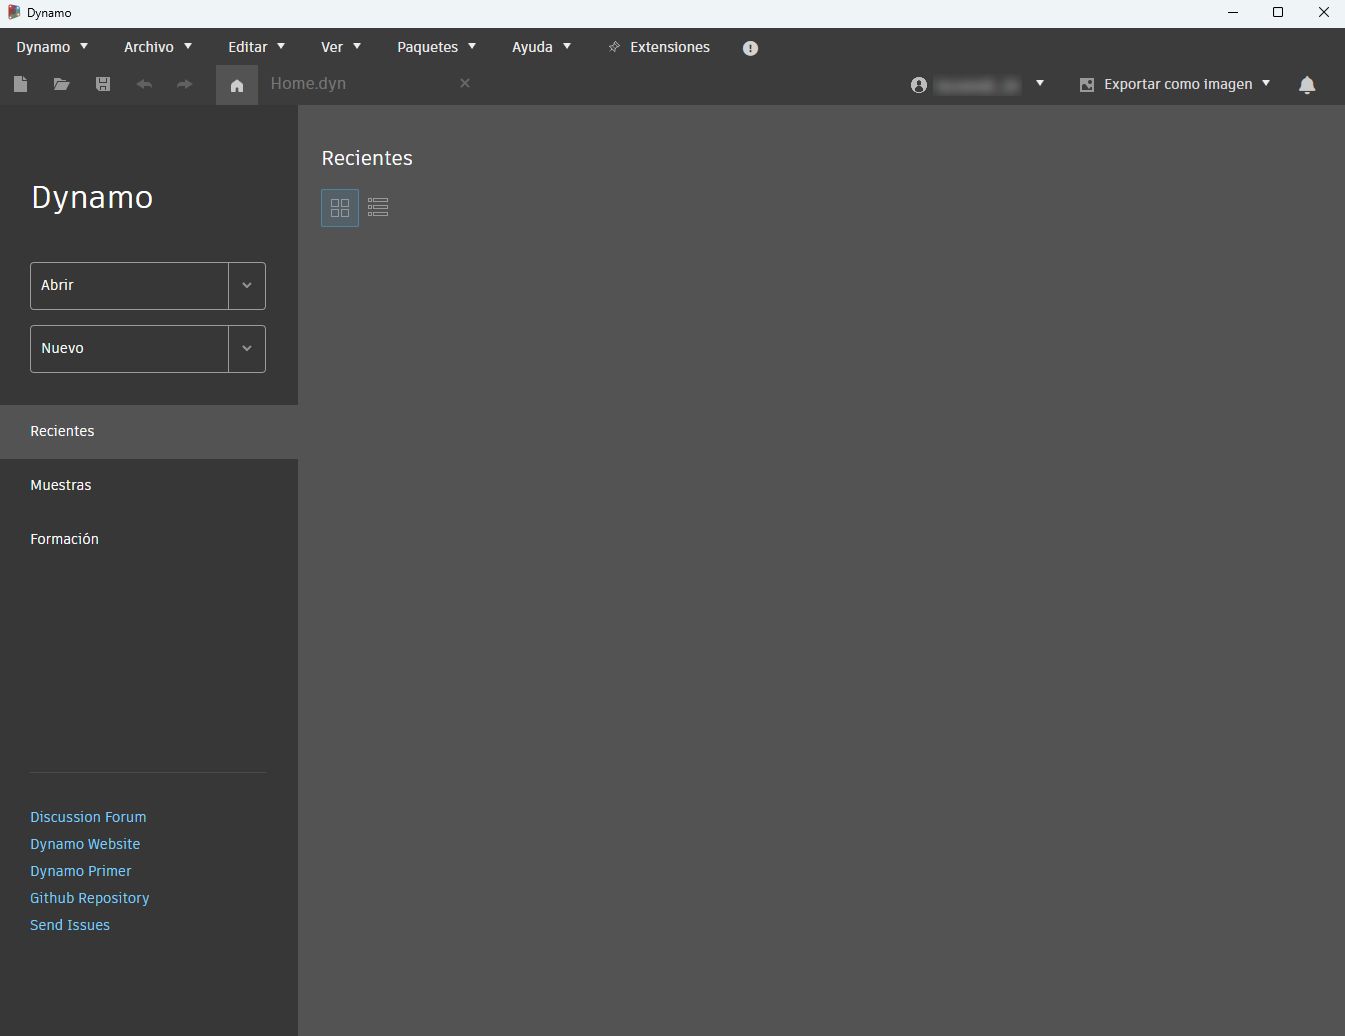 Dynamo
Dynamo Archivo Editar Ver Paquetes Ayuda Extensiones
Home.dyn Exportar como imagen
Recientes
Dynamo
Abrir
Nuevo
Recientes
Muestras
Formación
Discussion Forum
Dynamo Website
Dynamo Primer
Github Repository
Send Issues